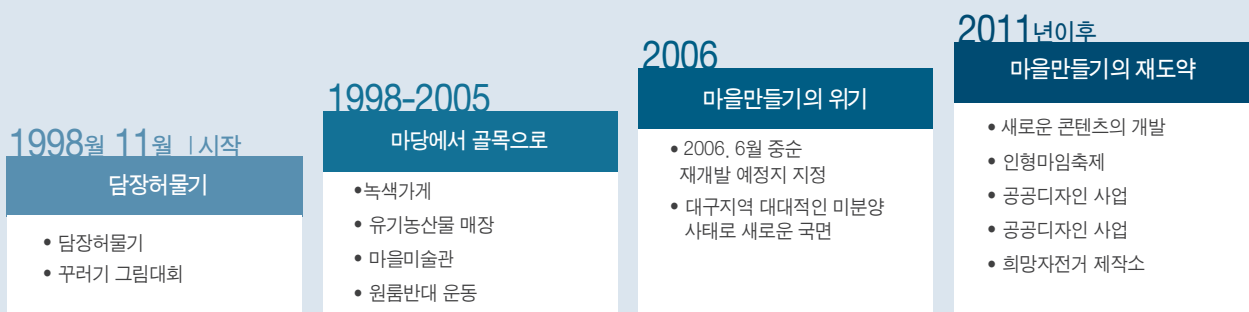 1998월 11월 | 시작
담장허물기
• 담장허물기
• 꾸러기 그림대회
1998-2005
마당에서 골목으로
•녹색가게
• 유기농산물 매장
• 마을미술관
• 원룸반대 운동
2006
마을만들기의 위기
• 2006, 6월 중순
재개발 예정지 지정
• 대구지역 대대적인 미분양
사태로 새로운 국면
2011년이후
마을만들기의 재도약
• 새로운 콘텐츠의 개발
• 인형마임축제
• 공공디자인 사업
• 공공디자인 사업
• 희망자전거 제작소